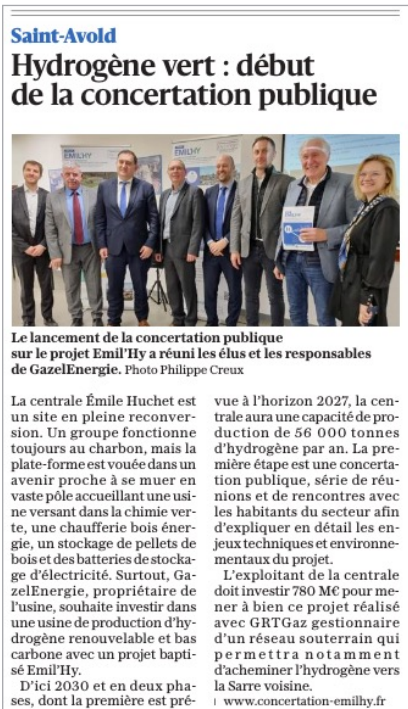 Saint-Avold
Hydrogène vert : début
de la concertation publique
EMIL'HY
EMIL'HY
Le lancement de la concertation publique
sur le projet Emil'Hy a réuni les élus et les responsables
de GazelEnergie. Photo Philippe Creux
La centrale Émile Huchet est
un site en pleine reconver-
sion. Un groupe fonctionne
toujours au charbon, mais la
plate-forme est vouée dans un
avenir proche à se muer en
vaste pôle accueillant une usi-
ne versant dans la chimie ver-
te, une chaufferie bois éner-
gie, un stockage de pellets de
bois et des batteries de stocka-
ge d'électricité. Surtout, Ga-
zelEnergie, propriétaire de
l'usine, souhaite investir dans
une usine de production d'hy-
drogène renouvelable et bas
carbone avec un projet bapti-
sé Emil'Hy.
D'ici 2030 et en deux pha-
ses, dont la première est pré-
vue à l'horizon 2027, la cen-
trale aura une capacité de pro-
duction de 56 000 tonnes
d'hydrogène par an. La pre-
mière étape est une concerta-
tion publique, série de réu-
nions et de rencontres avec
les habitants du secteur afin
d'expliquer en détail les en-
jeux techniques et environne-
mentaux du projet.
L'exploitant de la centrale
doit investir 780 M€ pour me-
ner à bien ce projet réalisé
avec GRTGaz gestionnaire
d'un réseau souterrain qui
permettra notamment
d'acheminer l'hydrogène vers
la Sarre voisine.
www.concertation-emilhy.fr